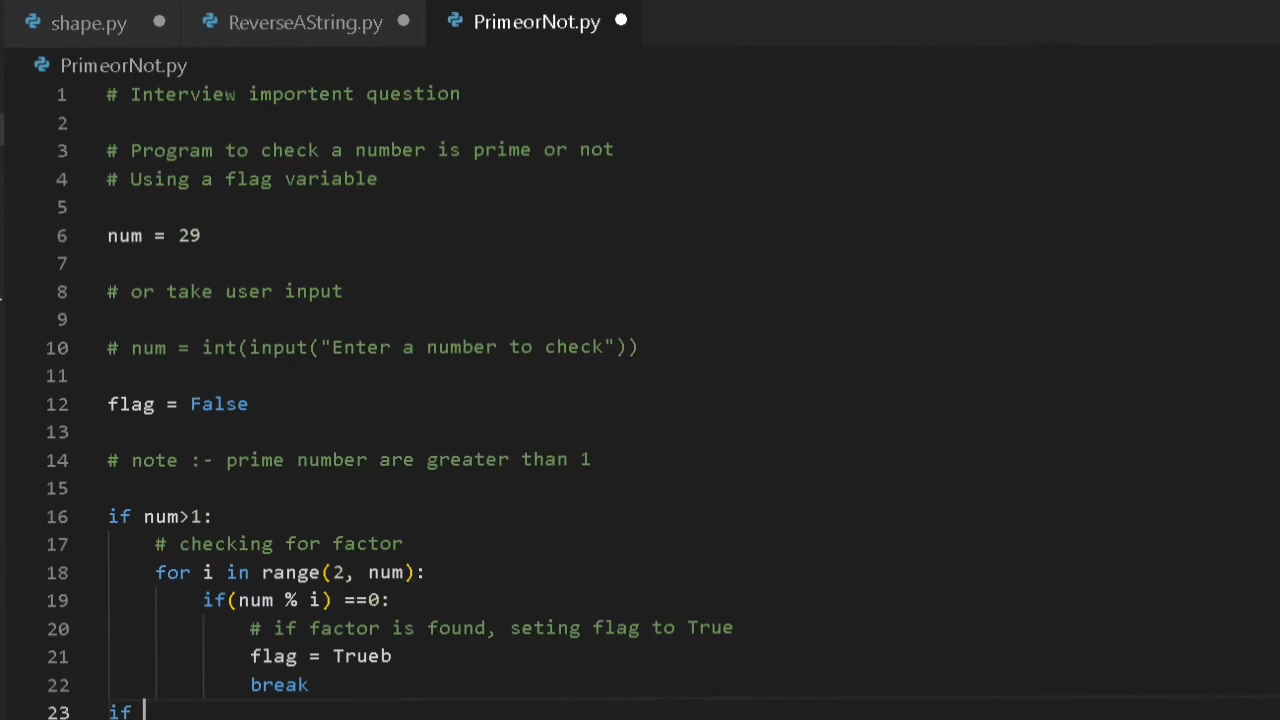 shape.py ReverseAString.py PrimeorNot.py
PrimeorNot.py
1 # Interview importent question
2
3 # Program to check a number is prime or not
4 # Using a flag variable
5
6 num = 29
7
8 # or take user input
9
10 # num = int(input("Enter a number to check"))
11
12 flag = False
13
14 # note :- prime number are greater than 1
15
16 if num>1:
17 # checking for factor
18 for i in range(2, num):
19 if(num % i) ==0:
20 # if factor is found, seting flag to True
21 flag = Trueb
22 break
23 if